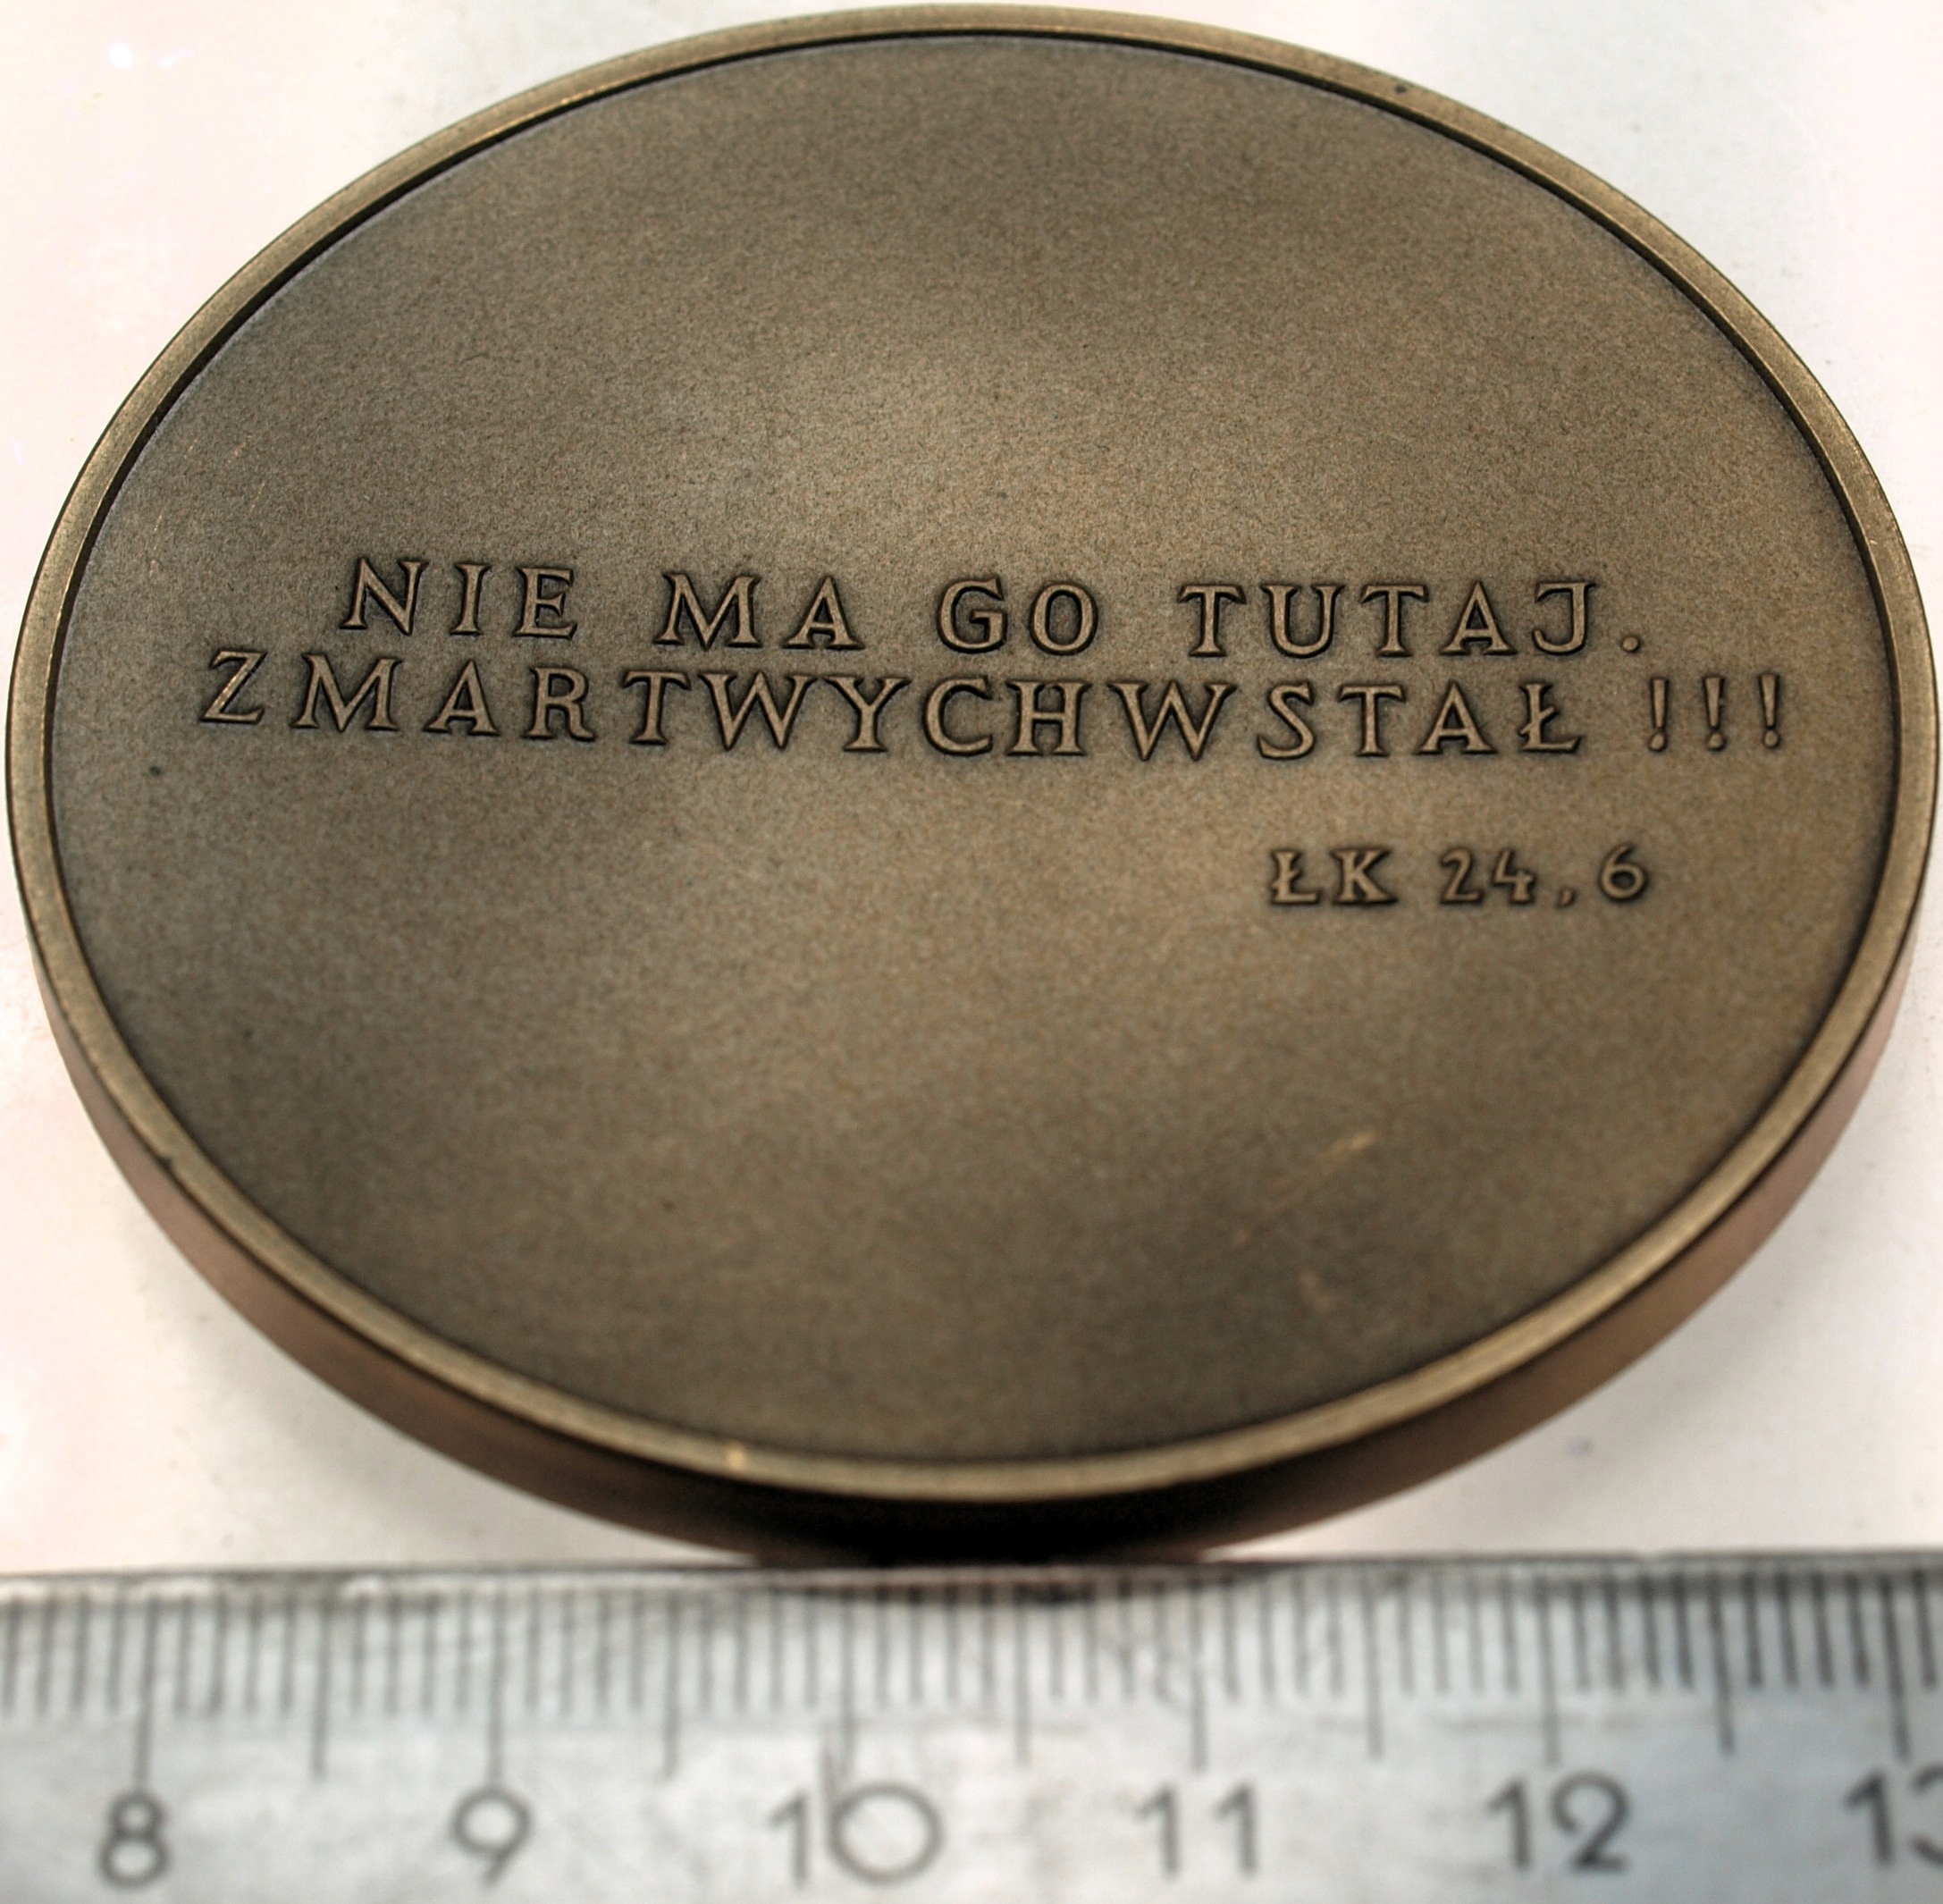 NIE MA GO TUTAJ.
ZMARTWYCHWSTAŁ !!!
ŁK 24,6
8 9 10 11 12 13